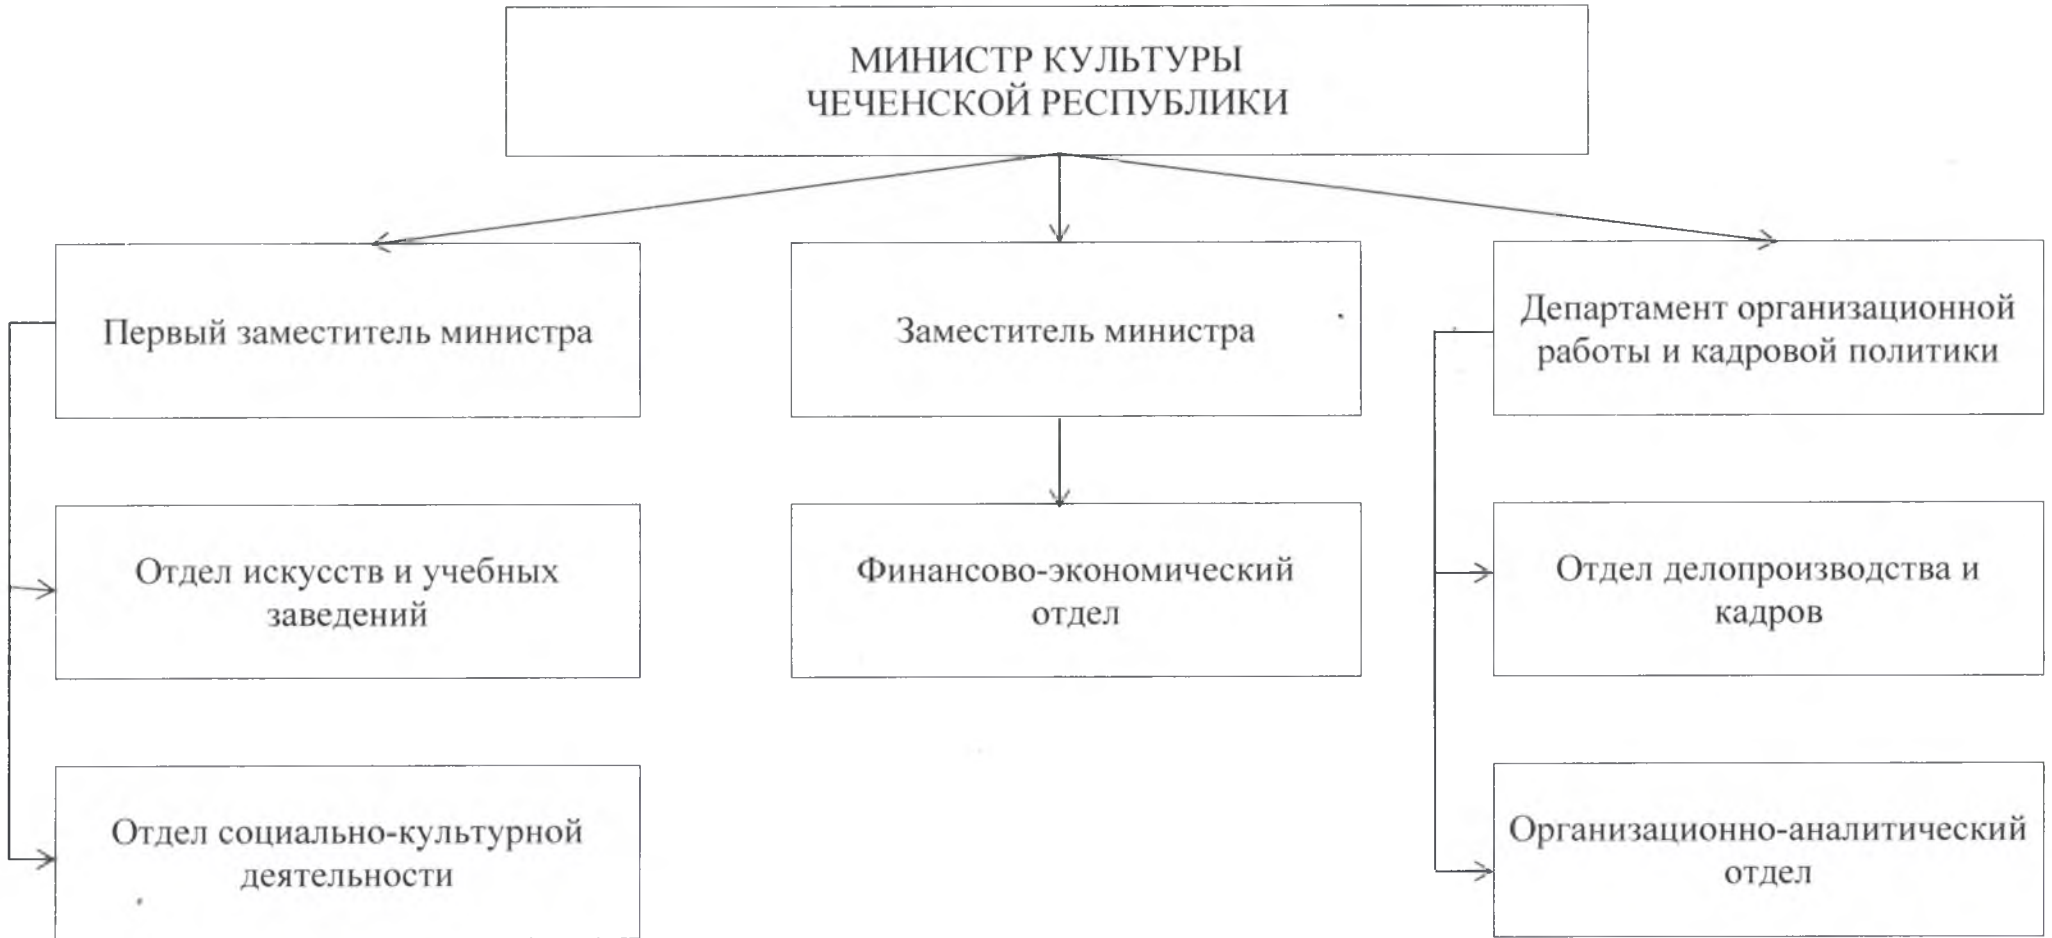 МИНИСТР КУЛЬТУРЫ
ЧЕЧЕНСКОЙ РЕСПУБЛИКИ
Первый заместитель министра
Заместитель министра
Департамент организационной
работы и кадровой политики
Отдел искусств и учебных
заведений
Финансово-экономический
отдел
Отдел делопроизводства и
кадров
Отдел социально-культурной
деятельности
Организационно-аналитический
отдел